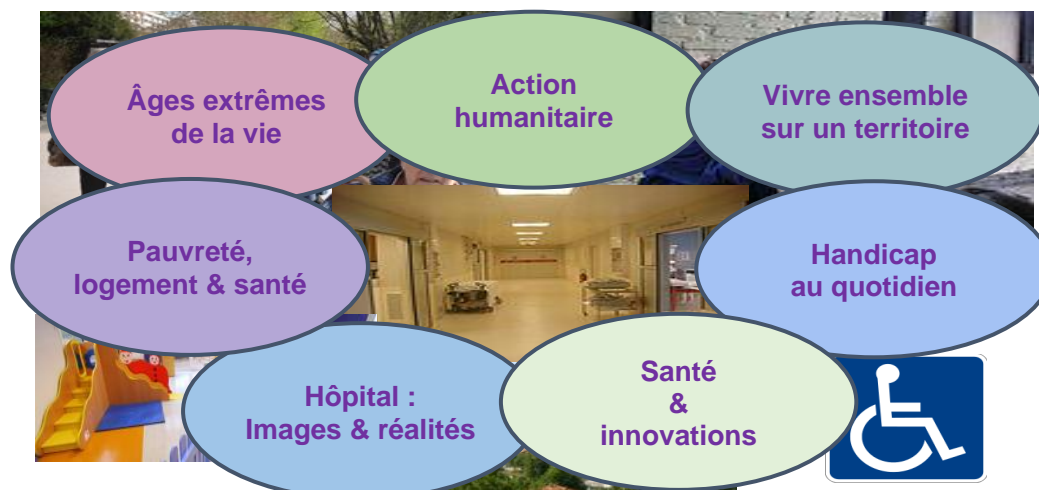 Âges extrêmes
de la vie
Action
humanitaire
Vivre ensemble
sur un territoire
Pauvreté,
logement & santé
Handicap
au quotidien
Hôpital :
Images & réalités
Santé
&
innovations